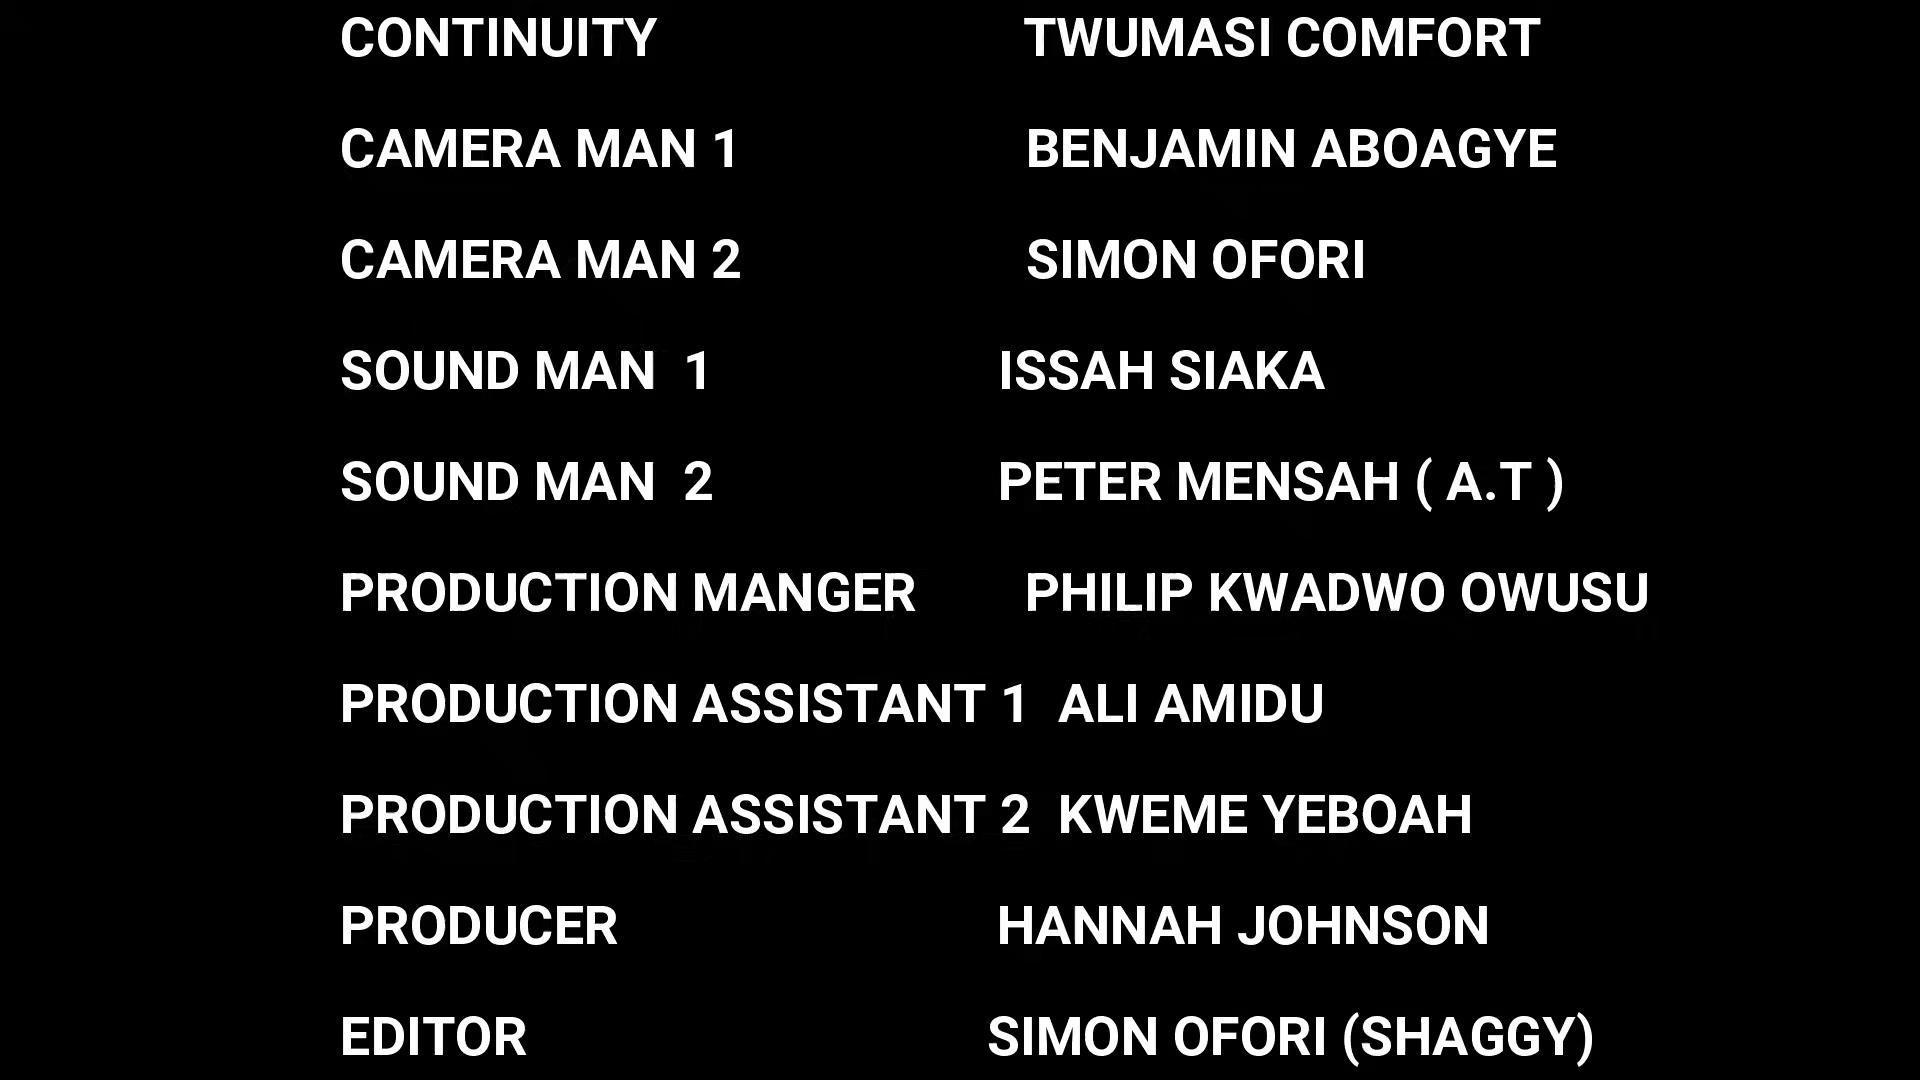 CONTINUITY TWUMASI COMFORT
CAMERA MAN 1 BENJAMIN ABOAGYE
CAMERA MAN 2 SIMON OFORI
SOUND MAN 1 ISSAH SIAKA
SOUND MAN 2 PETER MENSAH ( A.T )
PRODUCTION MANGER PHILIP KWADWO OWUSU
PRODUCTION ASSISTANT 1 ALI AMIDU
PRODUCTION ASSISTANT 2 KWEME YEBOAH
PRODUCER HANNAH JOHNSON
EDITOR SIMON OFORI (SHAGGY)